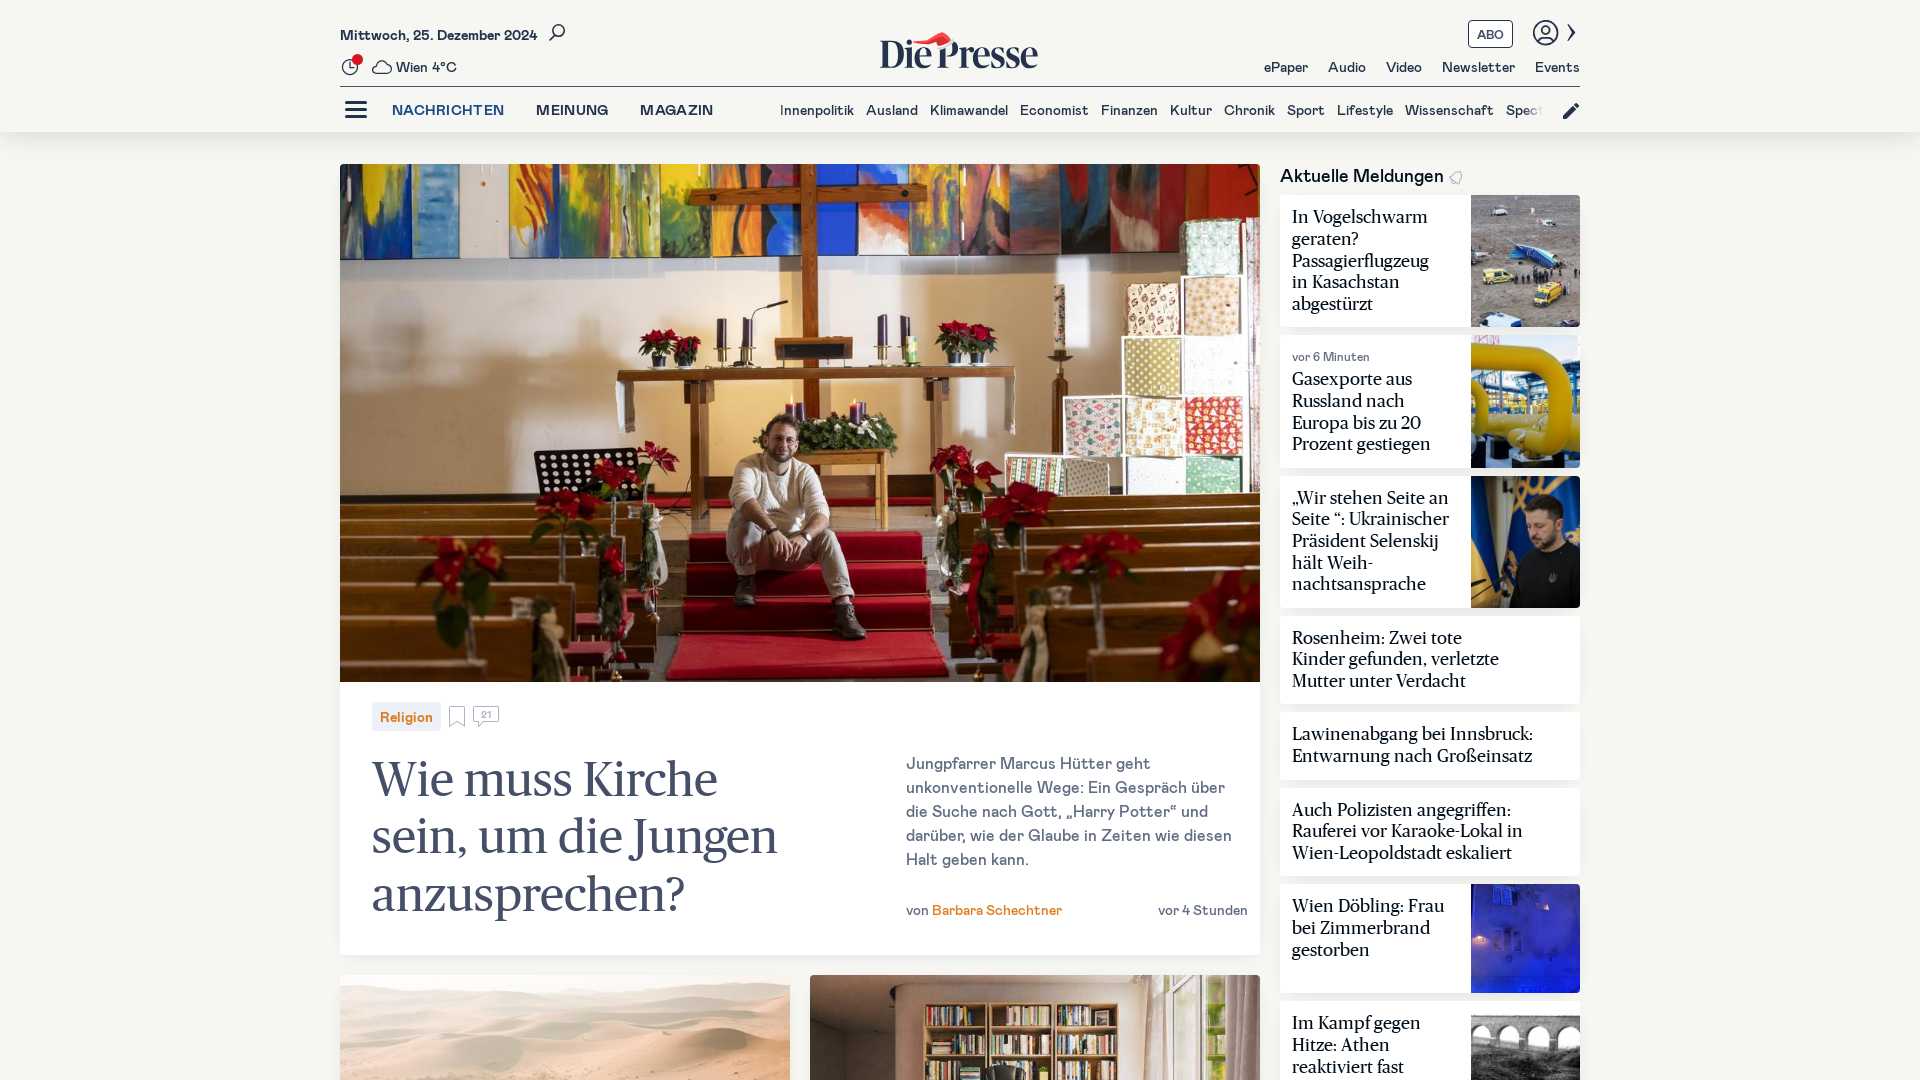 Mittwoch, 25. Dezember 2024
ABO
Die Presse
Wien 4°C
ePaper Audio Video Newsletter Events
NACHRICHTEN MEINUNG MAGAZIN
Innenpolitik Ausland Klimawandel Economist Finanzen Kultur Chronik Sport Lifestyle Wissenschaft Spect
Religion
21
Wie muss Kirche
sein, um die Jungen
anzusprechen?
Jungpfarrer Marcus Hütter geht
unkonventionelle Wege: Ein Gespräch über
die Suche nach Gott, „Harry Potter“ und
darüber, wie der Glaube in Zeiten wie diesen
Halt geben kann.
von Barbara Schechtner
vor 4 Stunden
Aktuelle Meldungen
In Vogelschwarm
geraten?
Passagierflugzeug
in Kasachstan
abgestürzt
vor 6 Minuten
Gasexporte aus
Russland nach
Europa bis zu 20
Prozent gestiegen
„Wir stehen Seite an
Seite “: Ukrainischer
Präsident Selenskij
hält Weih-
nachtsansprache
Rosenheim: Zwei tote
Kinder gefunden, verletzte
Mutter unter Verdacht
Lawinenabgang bei Innsbruck:
Entwarnung nach Großeinsatz
Auch Polizisten angegriffen:
Rauferei vor Karaoke-Lokal in
Wien-Leopoldstadt eskaliert
Wien Döbling: Frau
bei Zimmerbrand
gestorben
Im Kampf gegen
Hitze: Athen
reaktiviert fast